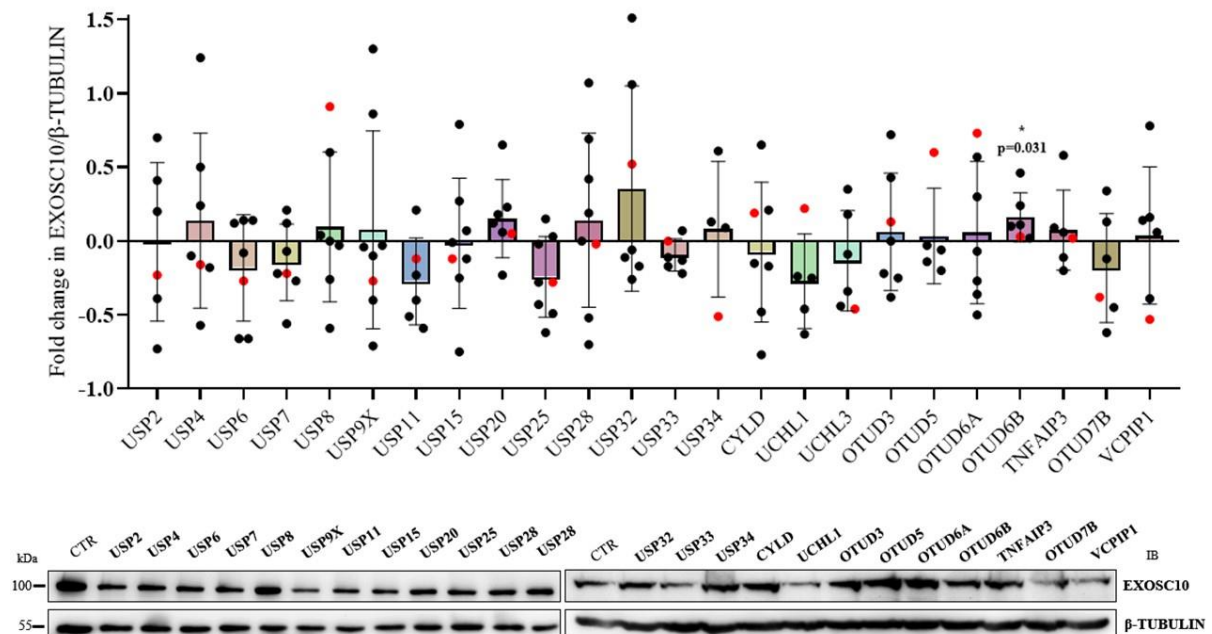 Fold change in EXOSC10/β-TUBULIN
1.5
1.0
0.5
0.0
-0.5
-1.0
*
p=0.031
USP2 USP4 USP6 USP7 USP8 USP9X USP11 USP15 USP20 USP25 USP28 USP32 USP33 USP34 CYLD UCHL1 UCHL3 OTUD3 OTUD5 OTUD6A OTUD6B TNFAIP3 OTUD7B VCPIP1
kDa CTR USP2 USP4 USP6 USP7 USP8 USP9X USP11 USP15 USP20 USP25 USP28 USP28 CTR USP32 USP33 USP34 CYLD UCHL1 OTUD3 OTUD5 OTUD6A OTUD6B TNFAIP3 OTUD7B VCPIP1 IB
100 EXOSC10
55 β-TUBULIN